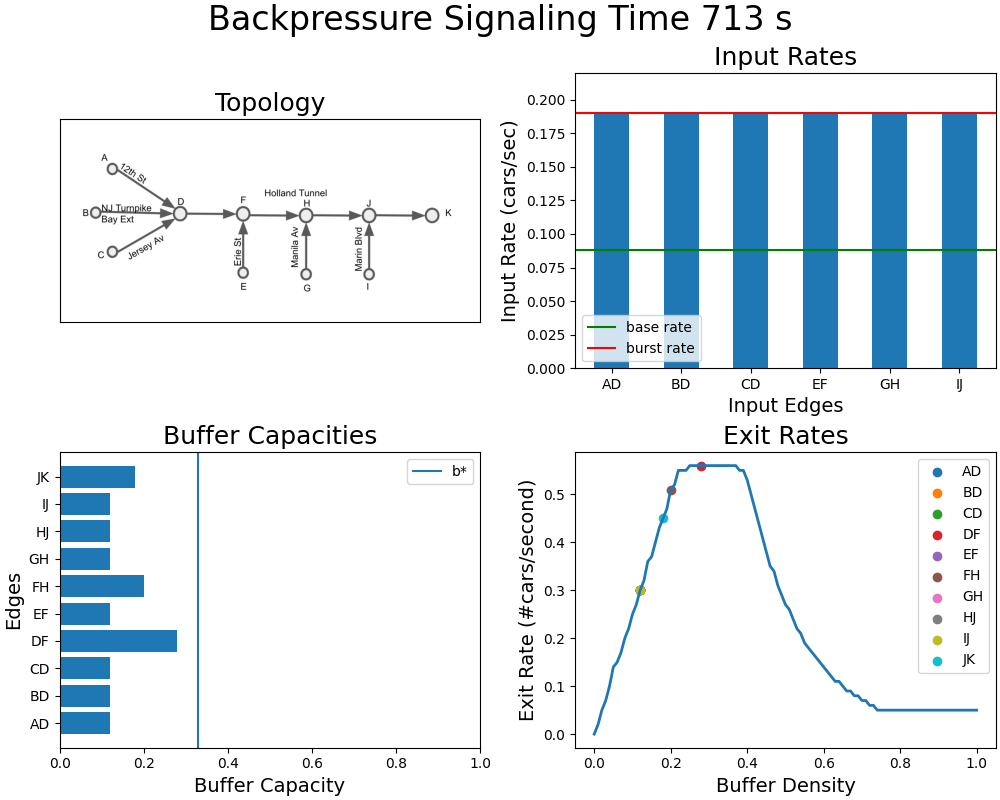 Backpressure Signaling Time 713 s
Topology
A
12th St
B
NJ Turnpike
Bay Ext
C
Jersey Av
D
F
Holland Tunnel
H
J
K
Erie St
Manila Av
Marin Blvd
E
G
I
Input Rates
Input Rate (cars/sec)
0.200
0.175
0.150
0.125
0.100
0.075
0.050
0.025
0.000
base rate
burst rate
AD BD CD EF GH IJ
Input Edges
Buffer Capacities
Edges
JK
IJ
HJ
GH
FH
EF
DF
CD
BD
AD
b*
0.0 0.2 0.4 0.6 0.8 1.0
Buffer Capacity
Exit Rates
Exit Rate (#cars/second)
0.5
0.4
0.3
0.2
0.1
0.0
AD
BD
CD
DF
EF
FH
GH
HJ
IJ
JK
0.0 0.2 0.4 0.6 0.8 1.0
Buffer Density